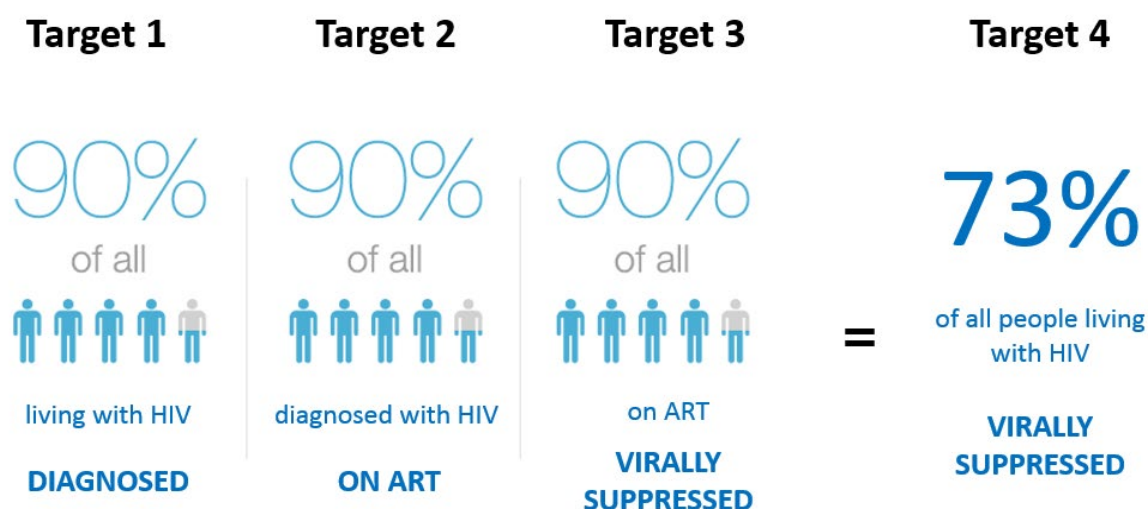 Target 1
90%
of all
living with HIV
DIAGNOSED
Target 2
90%
of all
diagnosed with HIV
ON ART
Target 3
90%
of all
on ART
VIRALLY
SUPPRESSED
=
Target 4
73%
of all people living
with HIV
VIRALLY
SUPPRESSED